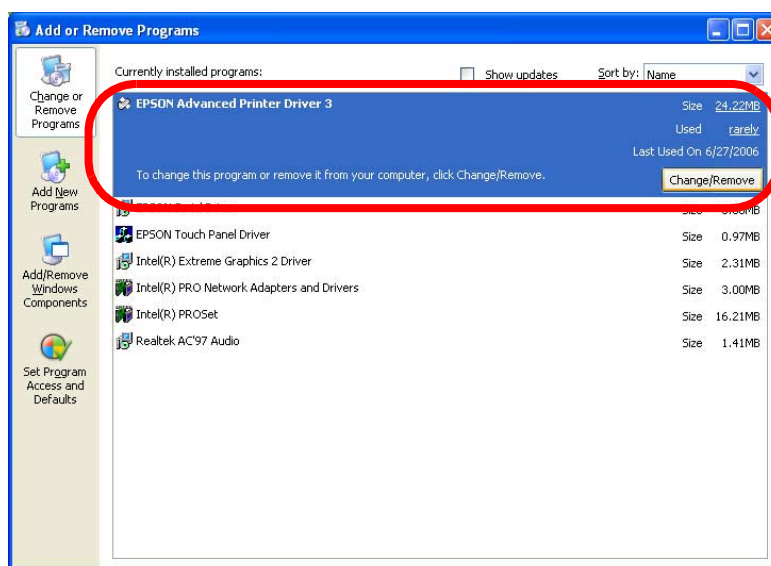 Add or Remove Programs
Currently installed programs:
Show updates
Sort by: Name
Change or
Remove
Programs
EPSON Advanced Printer Driver 3
Size 24.22MB
Used rarely
Last Used On 6/27/2006
To change this program or remove it from your computer, click Change/Remove.
Change/Remove
Add New
Programs
EPSON
Size
EPSON Touch Panel Driver
Size 0.97MB
Add/Remove
Windows
Components
Intel(R) Extreme Graphics 2 Driver
Size 2.31MB
Intel(R) PRO Network Adapters and Drivers
Size 3.00MB
Intel(R) PROSet
Size 16.21MB
Realtek AC'97 Audio
Size 1.41MB
Set Program
Access and
Defaults